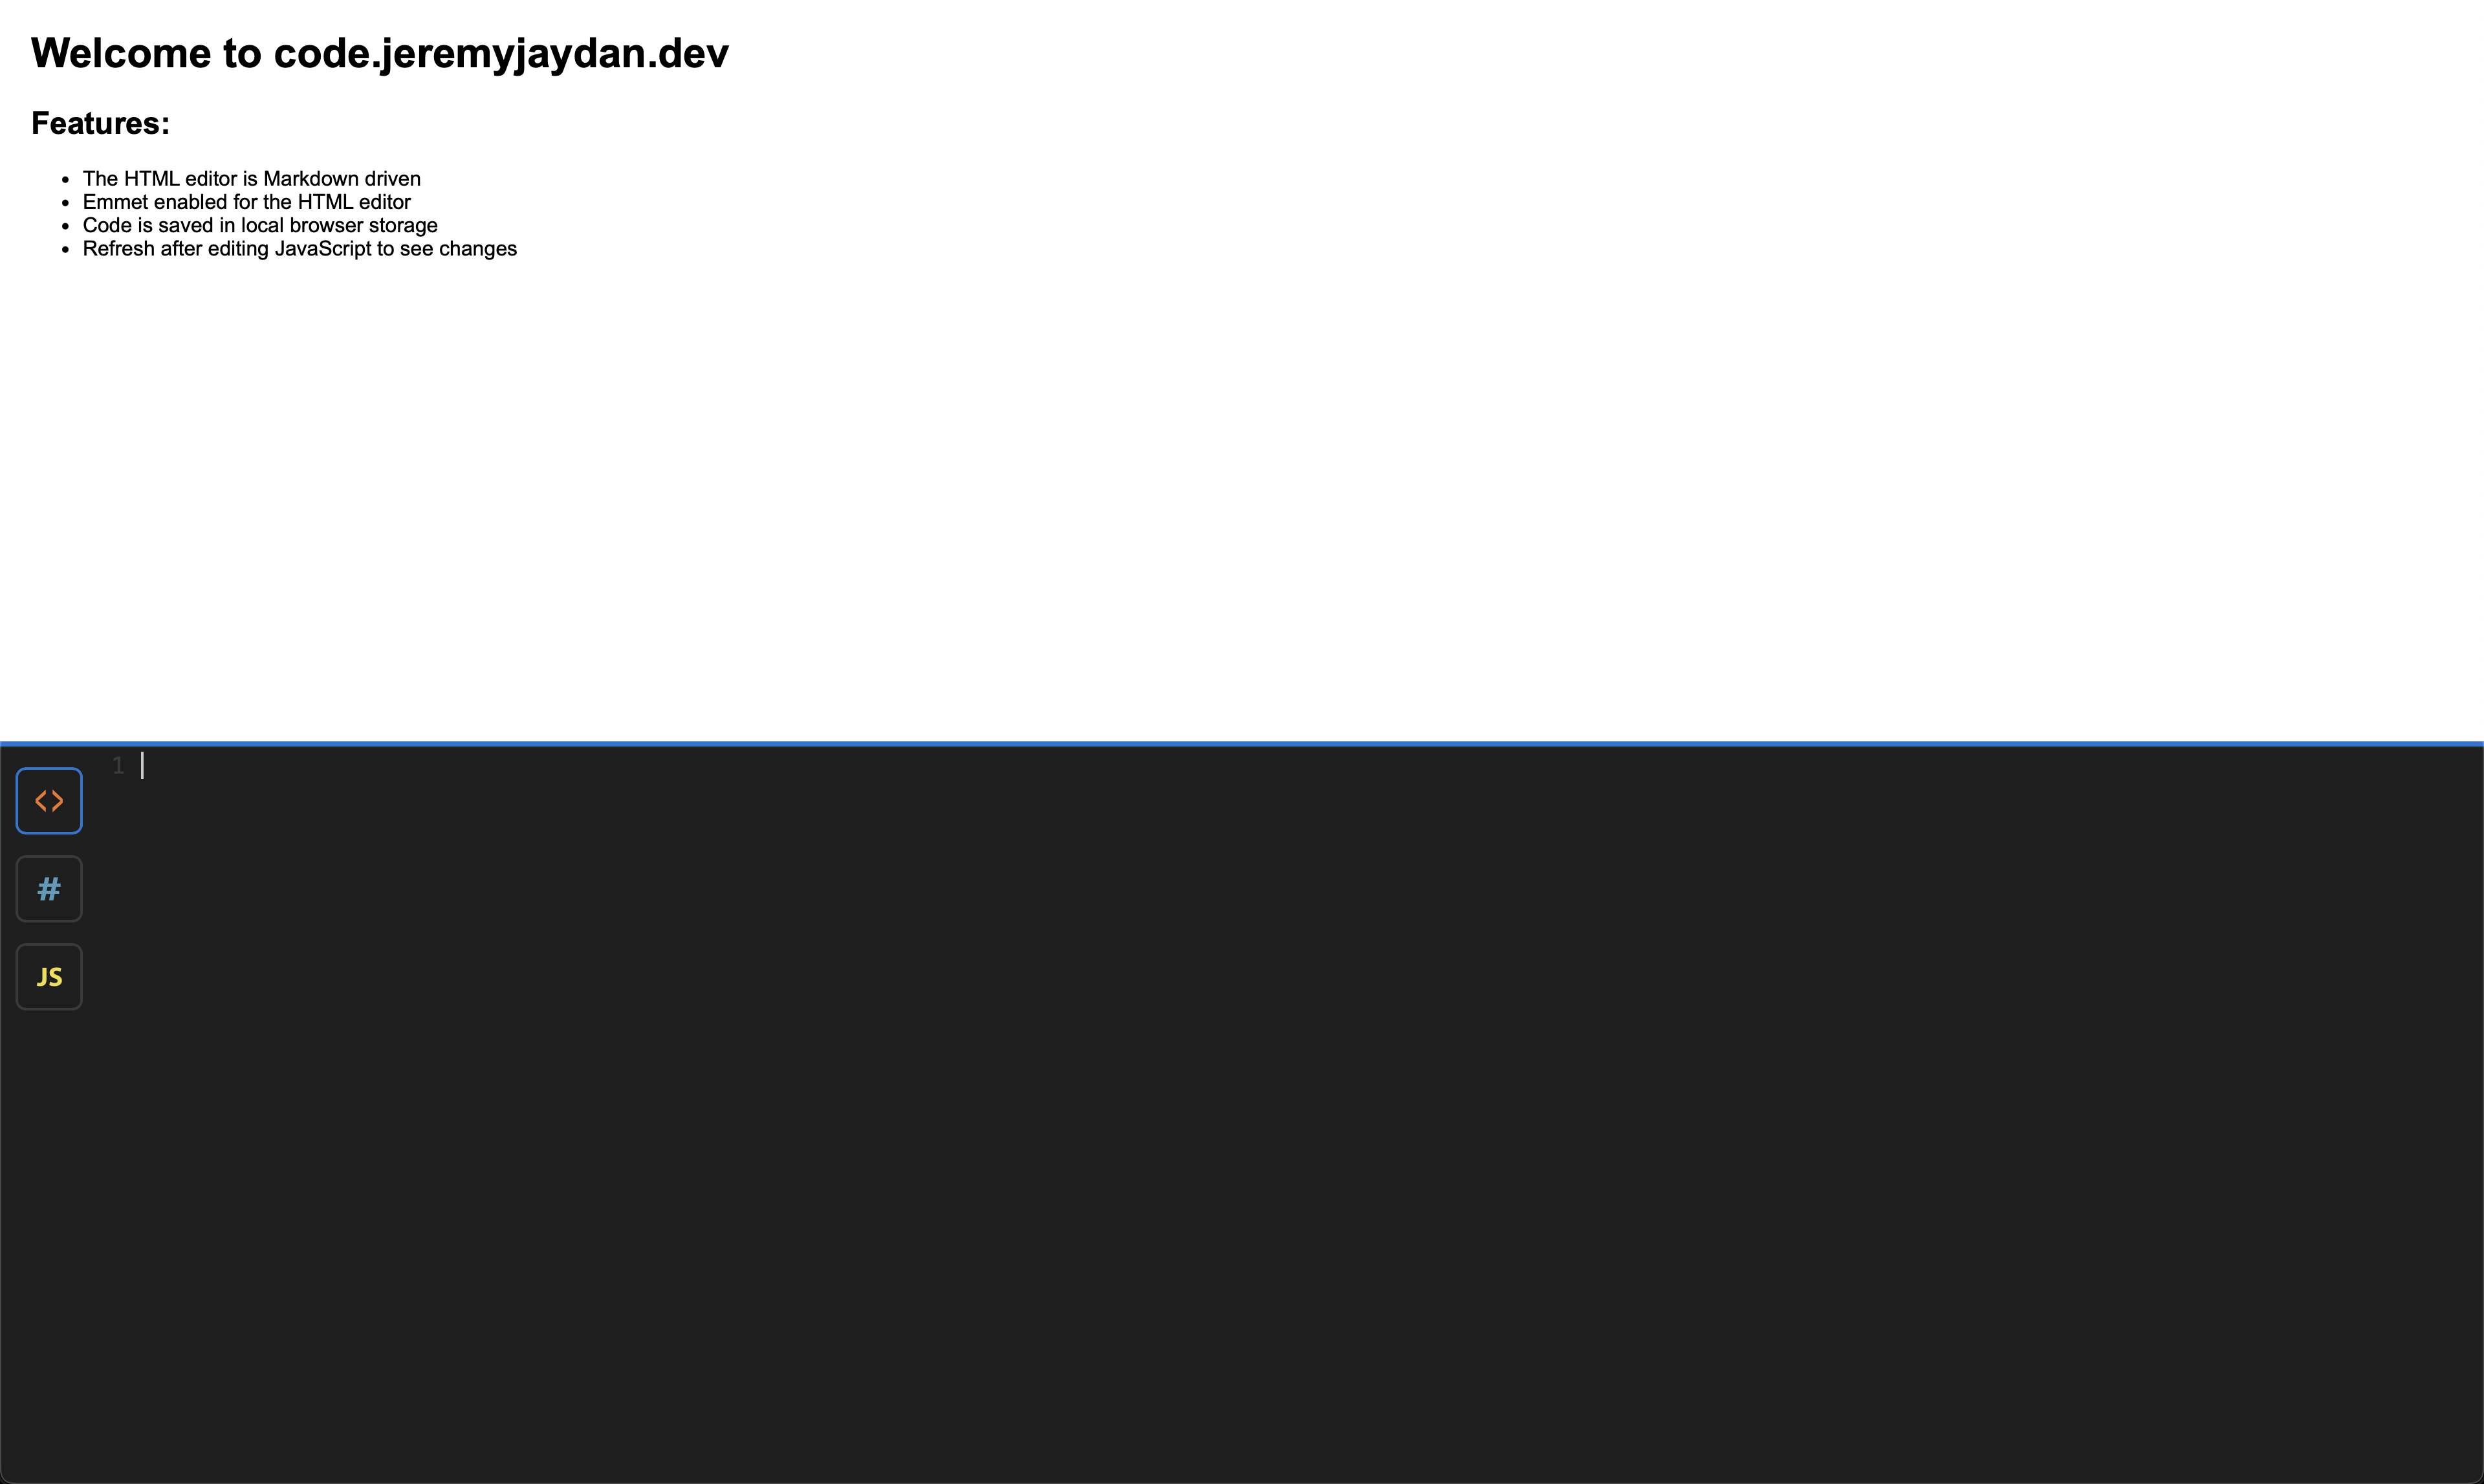 Welcome to code.jeremyjaydan.dev
Features:
The HTML editor is Markdown driven
Emmet enabled for the HTML editor
Code is saved in local browser storage
Refresh after editing JavaScript to see changes
1
<>
#
JS